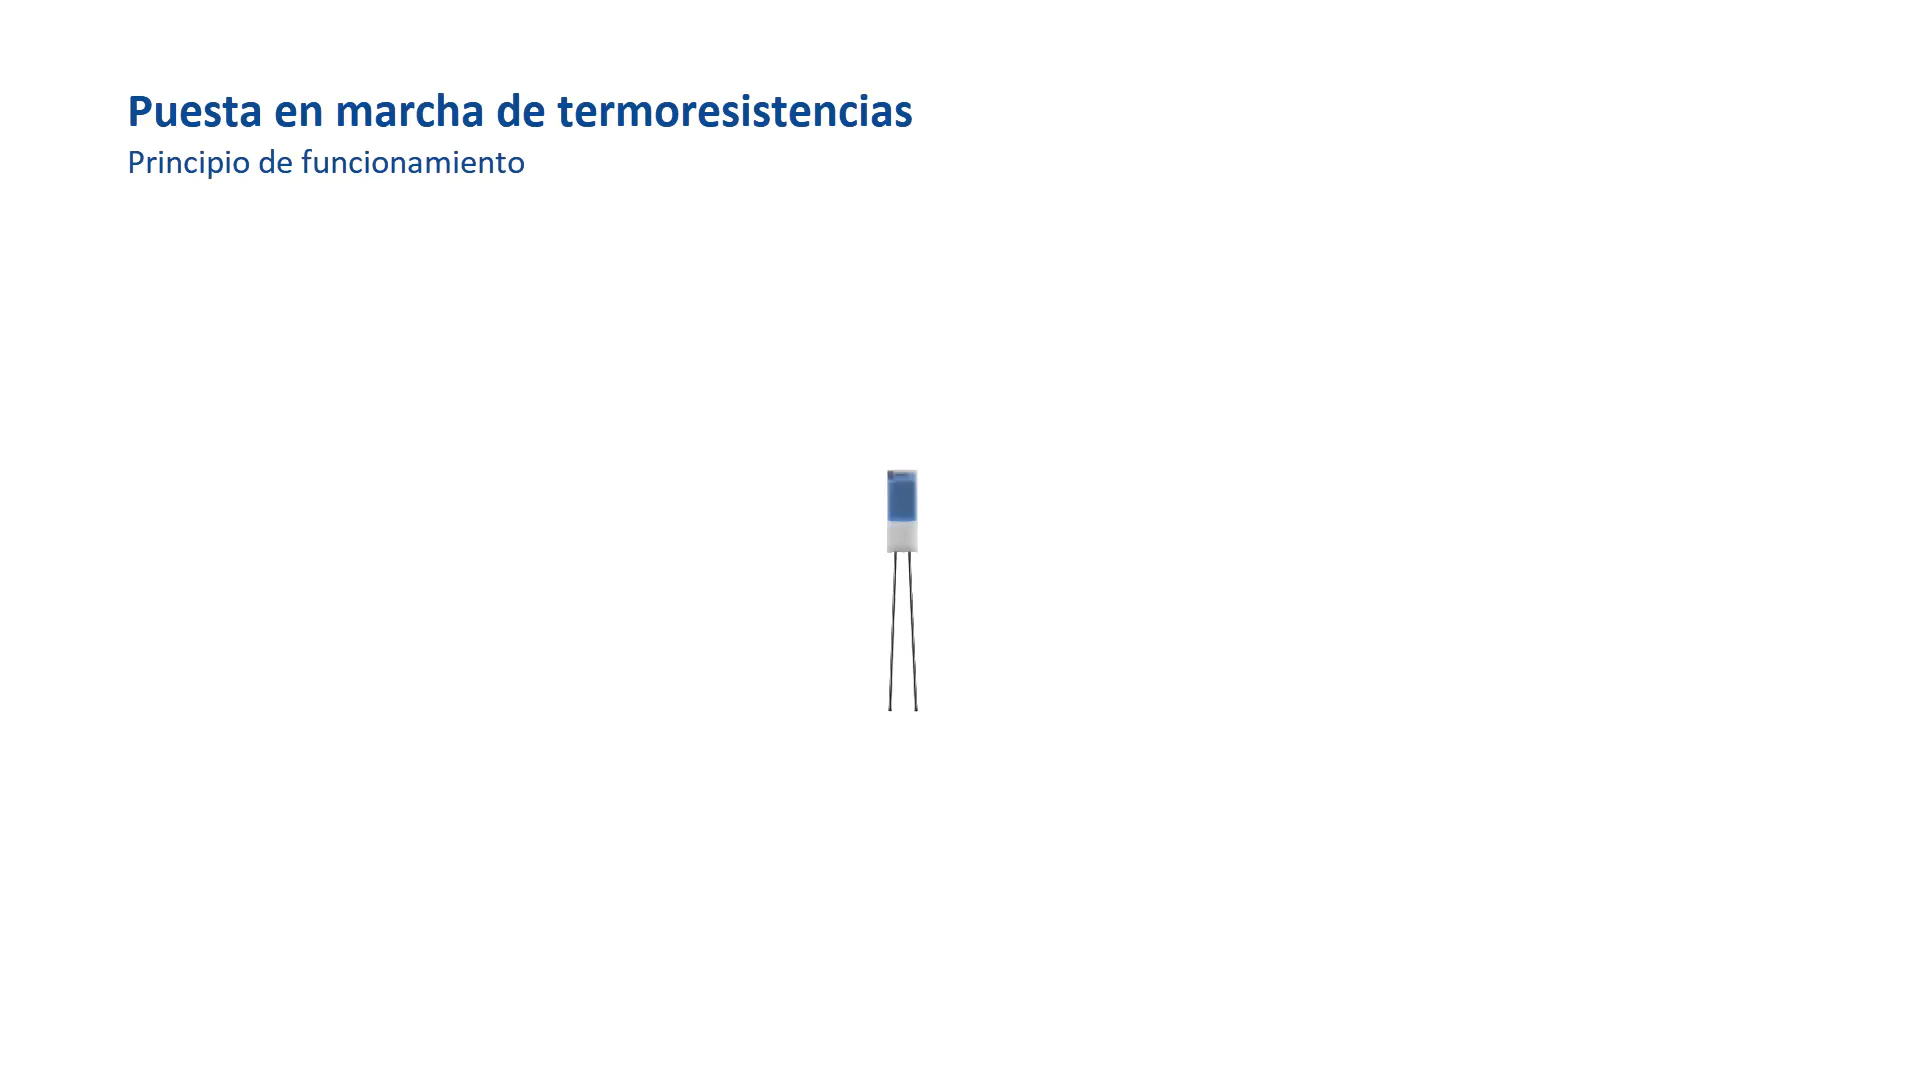 Puesta en marcha de termoresistencias
Principio de funcionamiento